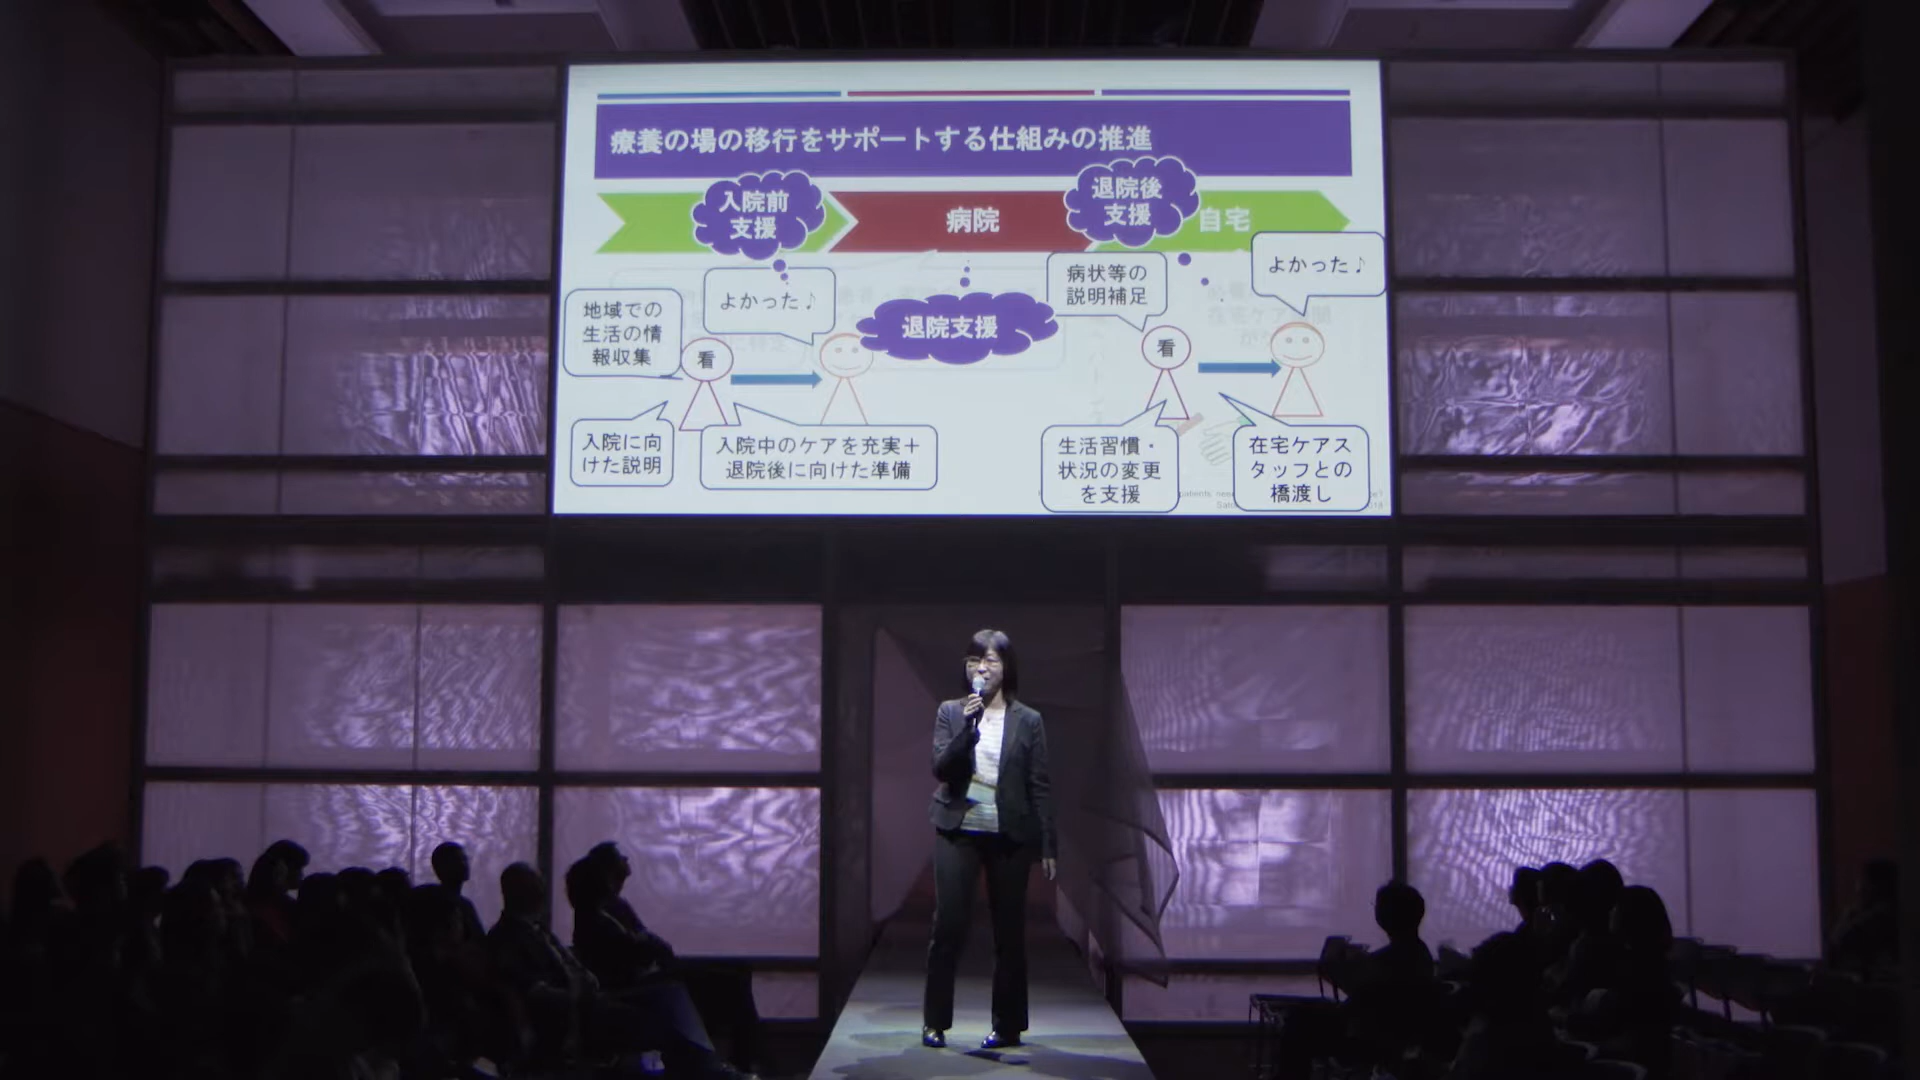 療養の場の移行をサポートする仕組みの推進
入院前
支援
病院
退院後
支援
自宅
地域での
生活の情
報収集
よかった♪
看
退院支援
病状等の
説明補足
看
よかった♪
入院に向
けた説明
入院中のケアを充実＋
退院後に向けた準備
生活習慣・
状況の変更
を支援
在宅ケアス
タッフとの
橋渡し